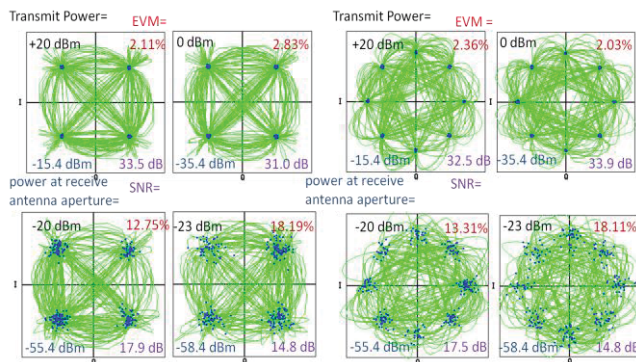 Transmit Power= EVM=
+20 dBm 2.11%
0 dBm 2.83%
I
-15.4 dBm 33.5 dB
-35.4 dBm 31.0 dB
Q
power at receive
antenna aperture=
SNR=
-20 dBm 12.75%
-23 dBm 18.19%
I
-55.4 dBm 17.9 dB
-58.4 dBm 14.8 dB
Q
Transmit Power= EVM =
+20 dBm 2.36%
0 dBm 2.03%
I
-15.4 dBm 32.5 dB
-35.4 dBm 33.9 dB
Q
power at receive
antenna aperture=
SNR=
-20 dBm 13.31%
-23 dBm 18.11%
I
-55.4 dBm 17.5 dB
-58.4 dBm 14.8 dB